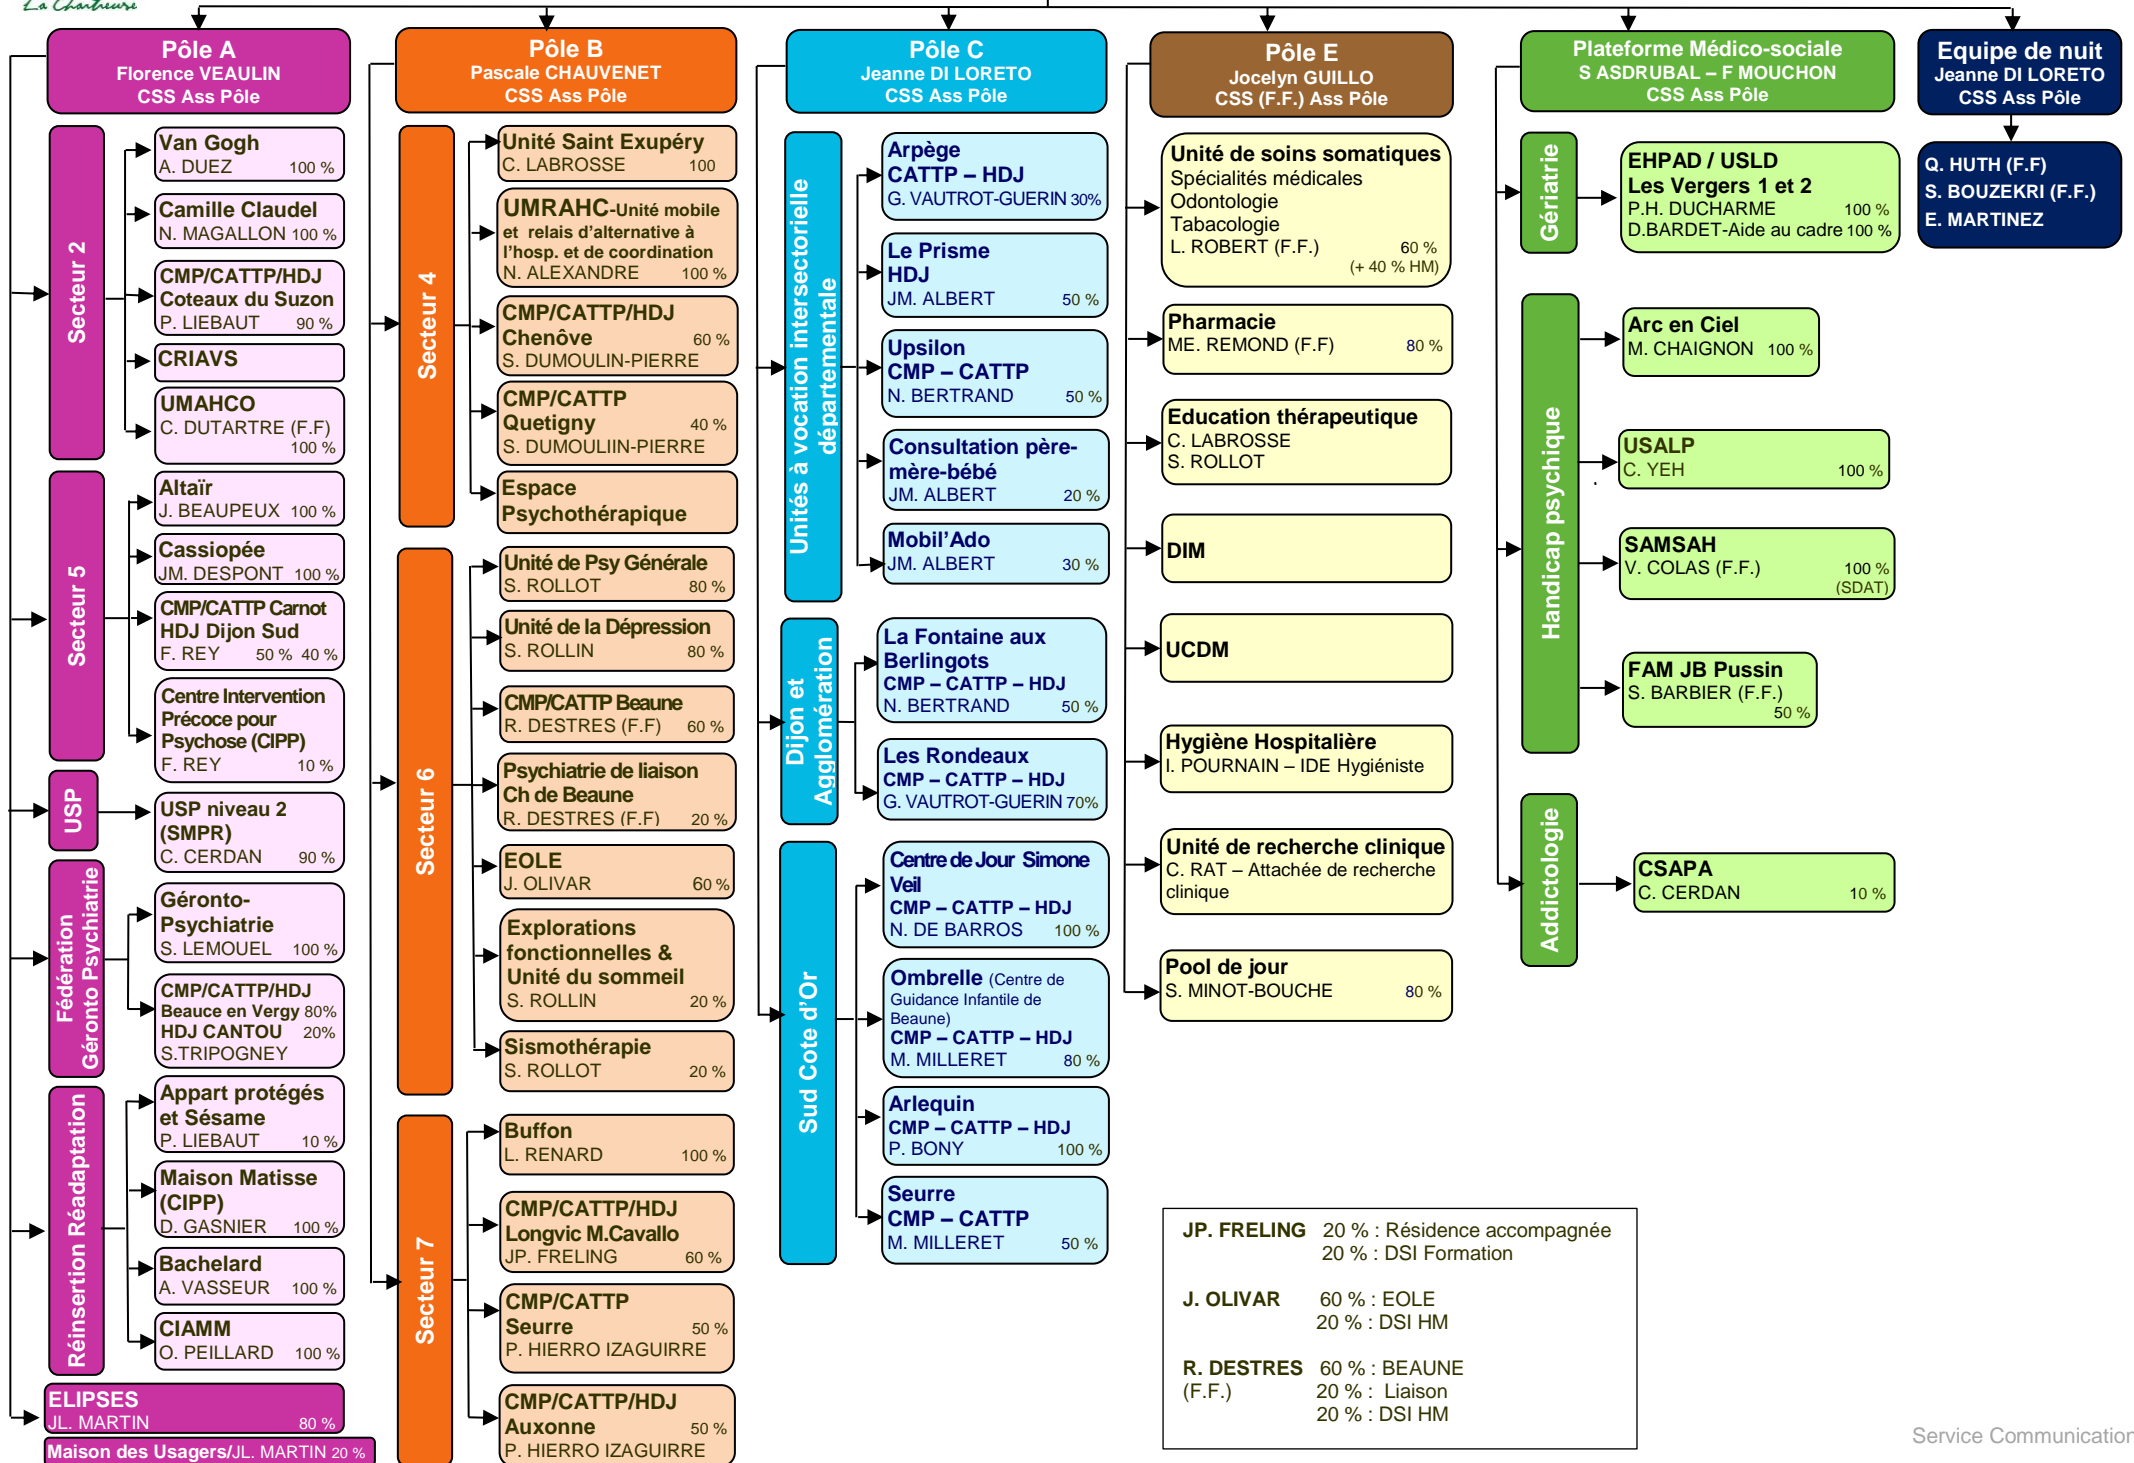 La Chartreuse
Pôle A
Florence VEAULIN
CSS Ass Pôle
Secteur 2
Van Gogh
A. DUEZ 100 %
Camille Claudel
N. MAGALLON 100 %
CMP/CATTP/HDJ
Coteaux du Suzon
P. LIEBAUT 90 %
CRIAVS
UMAHCO
C. DUTARTRE (F.F)
100 %
Secteur 5
Altaïr
J. BEAUPEUX 100 %
Cassiopée
JM. DESPONT 100 %
CMP/CATTP Carnot
HDJ Dijon Sud
F. REY 50 % 40 %
Centre Intervention
Précoce pour
Psychose (CIPP)
F. REY 10 %
USP
USP niveau 2
(SMPR)
C. CERDAN 90 %
Fédération
Géronto Psychiatrie
Géronto-
Psychiatrie
S. LEMOUEL 100 %
CMP/CATTP/HDJ
Beauce en Vergy 80%
HDJ CANTOU 20%
S.TRIPOGNEY
Réinsertion Réadaptation
Appart protégés
et Sésame
P. LIEBAUT 10 %
Maison Matisse
(CIPP)
D. GASNIER 100 %
Bachelard
A. VASSEUR 100 %
CIAMM
O. PEILLARD 100 %
ELIPSES
JL. MARTIN 80 %
Maison des Usagers/JL. MARTIN 20 %
Pôle B
Pascale CHAUVENET
CSS Ass Pôle
Secteur 4
Unité Saint Exupéry
C. LABROSSE 100
UMRAHC-Unité mobile
et relais d'alternative à
l'hosp. et de coordination
N. ALEXANDRE 100 %
CMP/CATTP/HDJ
Chenôve 60 %
S. DUMOULIN-PIERRE
CMP/CATTP
Quetigny 40 %
S. DUMOULIIN-PIERRE
Espace
Psychothérapique
Secteur 6
Unité de Psy Générale
S. ROLLOT 80 %
Unité de la Dépression
S. ROLLIN 80 %
CMP/CATTP Beaune
R. DESTRES (F.F) 60 %
Psychiatrie de liaison
Ch de Beaune
R. DESTRES (F.F) 20 %
EOLE
J. OLIVAR 60 %
Explorations
fonctionnelles &
Unité du sommeil
S. ROLLIN 20 %
Sismothérapie
S. ROLLOT 20 %
Secteur 7
Buffon
L. RENARD 100 %
CMP/CATTP/HDJ
Longvic M.Cavallo
JP. FRELING 60 %
CMP/CATTP
Seurre 50 %
P. HIERRO IZAGUIRRE
CMP/CATTP/HDJ
Auxonne 50 %
P. HIERRO IZAGUIRRE
Pôle C
Jeanne DI LORETO
CSS Ass Pôle
Unités à vocation intersectorielle
départementale
Arpège
CATTP – HDJ
G. VAUTROT-GUERIN 30%
Le Prisme
HDJ
JM. ALBERT 50 %
Upsilon
CMP – CATTP
N. BERTRAND 50 %
Consultation père-
mère-bébé
JM. ALBERT 20 %
Mobil'Ado
JM. ALBERT 30 %
Dijon et
Agglomération
La Fontaine aux
Berlingots
CMP – CATTP – HDJ
N. BERTRAND 50 %
Les Rondeaux
CMP – CATTP – HDJ
G. VAUTROT-GUERIN 70%
Sud Cote d'Or
Centre de Jour Simone
Veil
CMP – CATTP – HDJ
N. DE BARROS 100 %
Ombrelle (Centre de
Guidance Infantile de
Beaune)
CMP – CATTP – HDJ
M. MILLERET 80 %
Arlequin
CMP – CATTP – HDJ
P. BONY 100 %
Seurre
CMP – CATTP
M. MILLERET 50 %
Pôle E
Jocelyn GUILLO
CSS (F.F.) Ass Pôle
Unité de soins somatiques
Spécialités médicales
Odontologie
Tabacologie
L. ROBERT (F.F.) 60 %
(+ 40 % HM)
Pharmacie
ME. REMOND (F.F) 80 %
Education thérapeutique
C. LABROSSE
S. ROLLOT
DIM
UCDM
Hygiène Hospitalière
I. POURNAIN – IDE Hygiéniste
Unité de recherche clinique
C. RAT – Attachée de recherche
clinique
Pool de jour
S. MINOT-BOUCHE 80 %
Plateforme Médico-sociale
S ASDRUBAL – F MOUCHON
CSS Ass Pôle
Gériatrie
EHPAD / USLD
Les Vergers 1 et 2
P.H. DUCHARME 100 %
D.BARDET-Aide au cadre 100 %
Handicap psychique
Arc en Ciel
M. CHAIGNON 100 %
USALP
C. YEH 100 %
SAMSAH
V. COLAS (F.F.) 100 %
(SDAT)
FAM JB Pussin
S. BARBIER (F.F.)
50 %
Addictologie
CSAPA
C. CERDAN 10 %
Equipe de nuit
Jeanne DI LORETO
CSS Ass Pôle
Q. HUTH (F.F)
S. BOUZEKRI (F.F.)
E. MARTINEZ
JP. FRELING 20 % : Résidence accompagnée
20 % : DSI Formation
J. OLIVAR 60 % : EOLE
20 % : DSI HM
R. DESTRES 60 % : BEAUNE
(F.F.) 20 % : Liaison
20 % : DSI HM
Service Communication